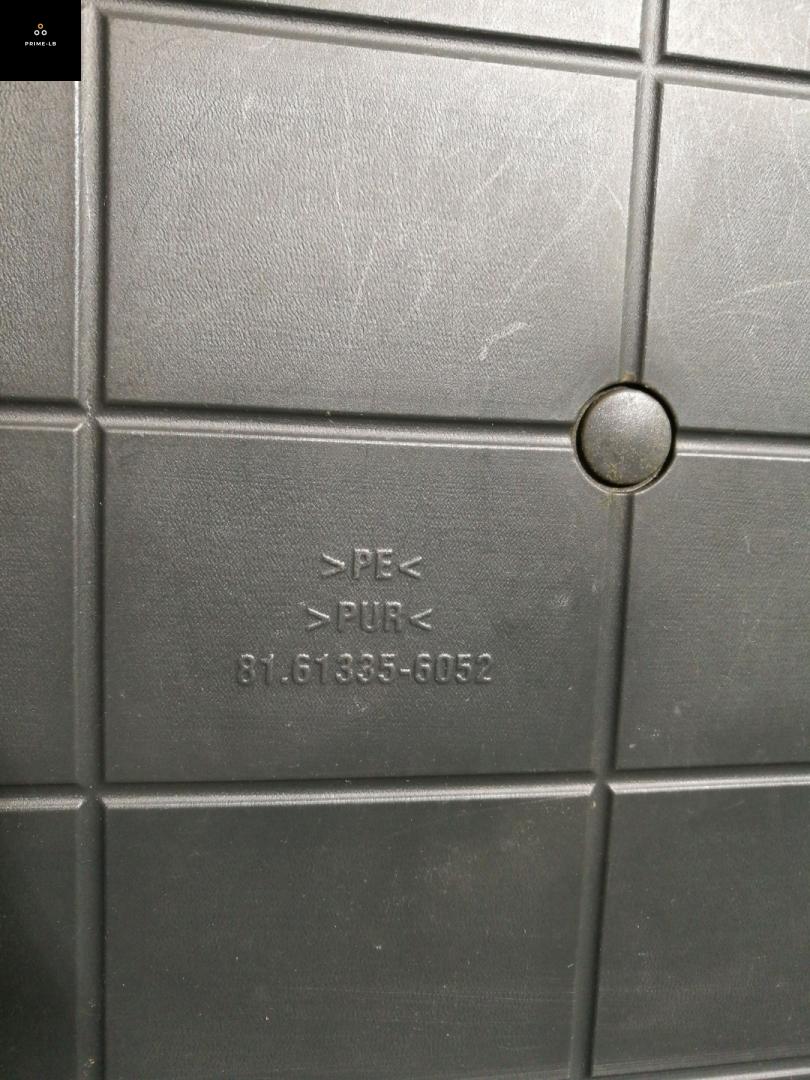 PRIME-LB
>PE<
>PUR<
81.61335-6052